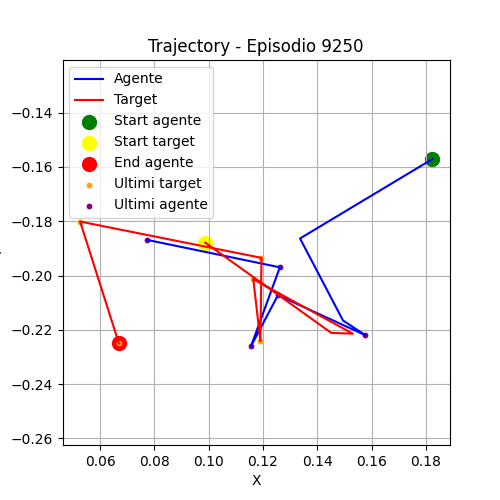 Trajectory - Episodio 9250
Agente
Target
Start agente
Start target
End agente
Ultimi target
Ultimi agente
−0.14
−0.16
−0.18
−0.20
−0.22
−0.24
−0.26
0.06 0.08 0.10 0.12 0.14 0.16 0.18
X